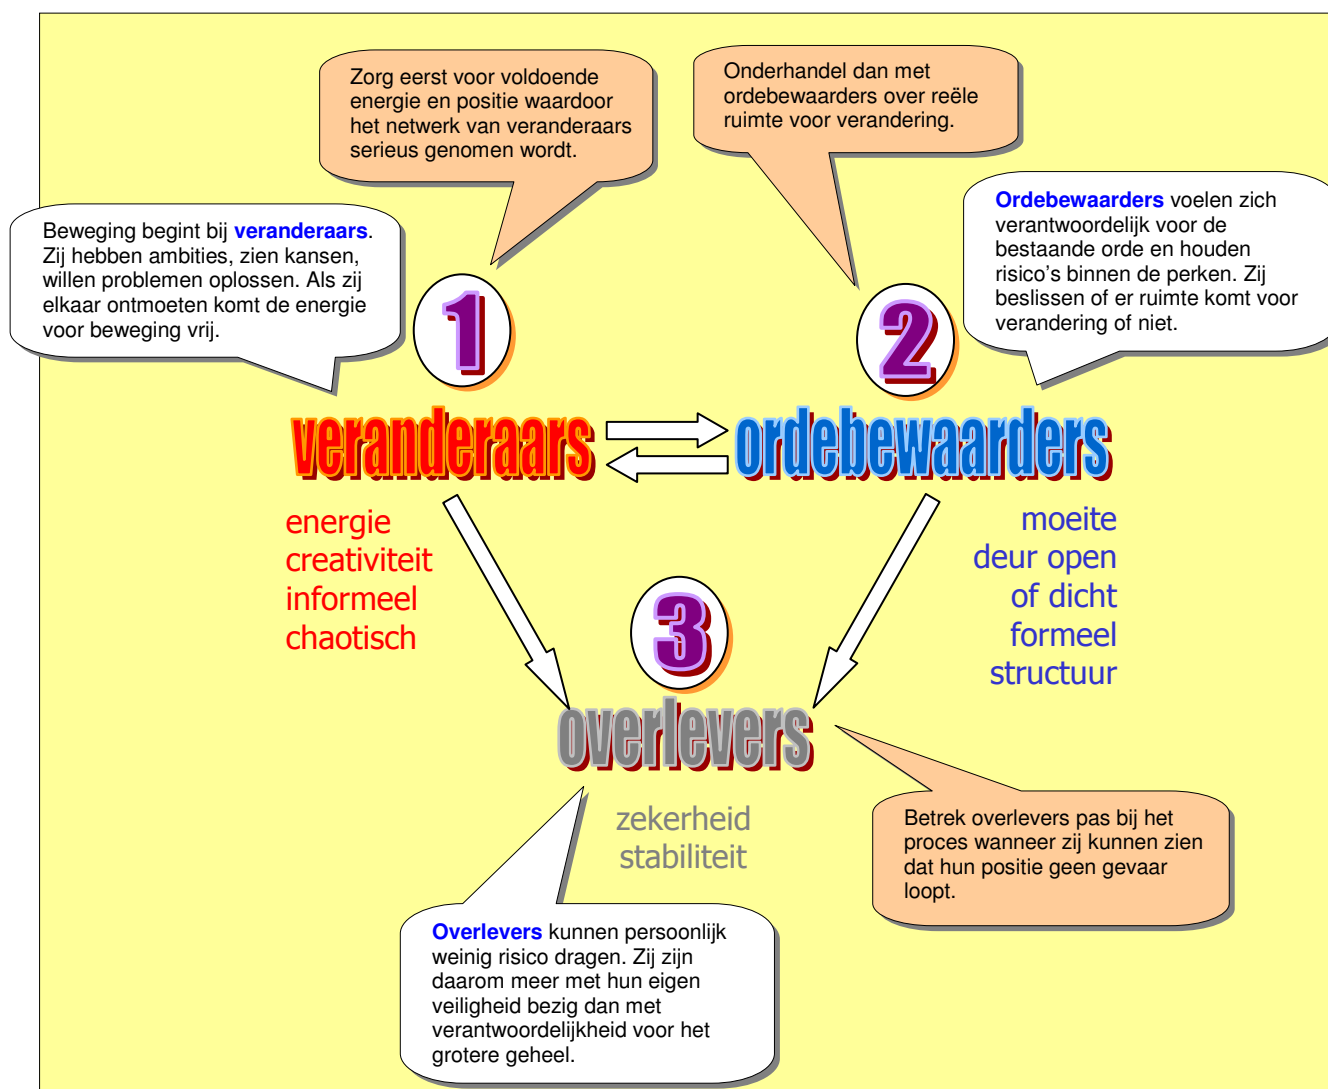 Zorg eerst voor voldoende
energie en positie waardoor
het netwerk van veranderaars
serieus genomen wordt.
Onderhandel dan met
ordebewaarders over reële
ruimte voor verandering.
Beweging begint bij veranderaars.
Zij hebben ambities, zien kansen,
willen problemen oplossen. Als zij
elkaar ontmoeten komt de energie
voor beweging vrij.
Ordebewaarders voelen zich
verantwoordelijk voor de
bestaande orde en houden
risico's binnen de perken. Zij
beslissen of er ruimte komt voor
verandering of niet.
1
2
veranderaars
ordebewaarders
energie
creativiteit
informeel
chaotisch
moeite
deur open
of dicht
formeel
structuur
3
overlevers
zekerheid
stabiliteit
Betrek overlevers pas bij het
proces wanneer zij kunnen zien
dat hun positie geen gevaar
loopt.
Overlevers kunnen persoonlijk
weinig risico dragen. Zij zijn
daarom meer met hun eigen
veiligheid bezig dan met
verantwoordelijkheid voor het
grotere geheel.